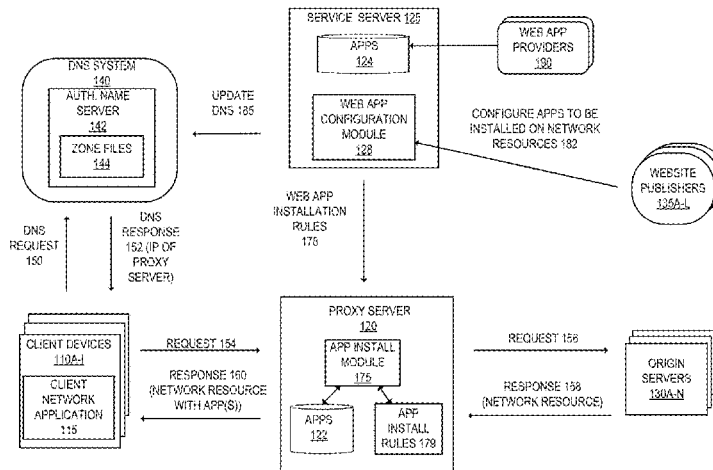 SERVICE SERVER 125
APPS
124
WEB APP
PROVIDERS
190
WEB APP
CONFIGURATION
MODULE
128
DNS SYSTEM
140
AUTH. NAME
SERVER
142
ZONE FILES
144
UPDATE
DNS 185
CONFIGURE APPS TO BE
INSTALLED ON NETWORK
RESOURCES 182
WEBSITE
PUBLISHERS
135A-L
DNS
REQUEST
150
DNS
RESPONSE
152 (IP OF
PROXY
SERVER)
WEB APP
INSTALLATION
RULES
178
CLIENT DEVICES
110A-I
CLIENT
NETWORK
APPLICATION
115
REQUEST 154
RESPONSE 160
(NETWORK RESOURCE
WITH APP(S))
PROXY SERVER
120
APP INSTALL
MODULE
175
APPS
122
APP
INSTALL
RULES 179
REQUEST 156
RESPONSE 158
(NETWORK RESOURCE)
ORIGIN
SERVERS
130A-N